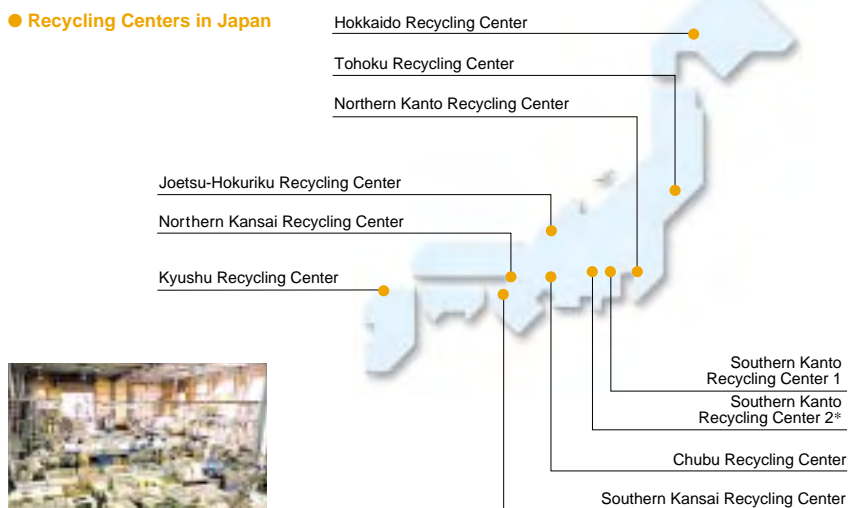 ● Recycling Centers in Japan
Hokkaido Recycling Center
Tohoku Recycling Center
Northern Kanto Recycling Center
Joetsu-Hokuriku Recycling Center
Northern Kansai Recycling Center
Kyushu Recycling Center
Southern Kanto
Recycling Center 1
Southern Kanto
Recycling Center 2*
Chubu Recycling Center
Southern Kansai Recycling Center